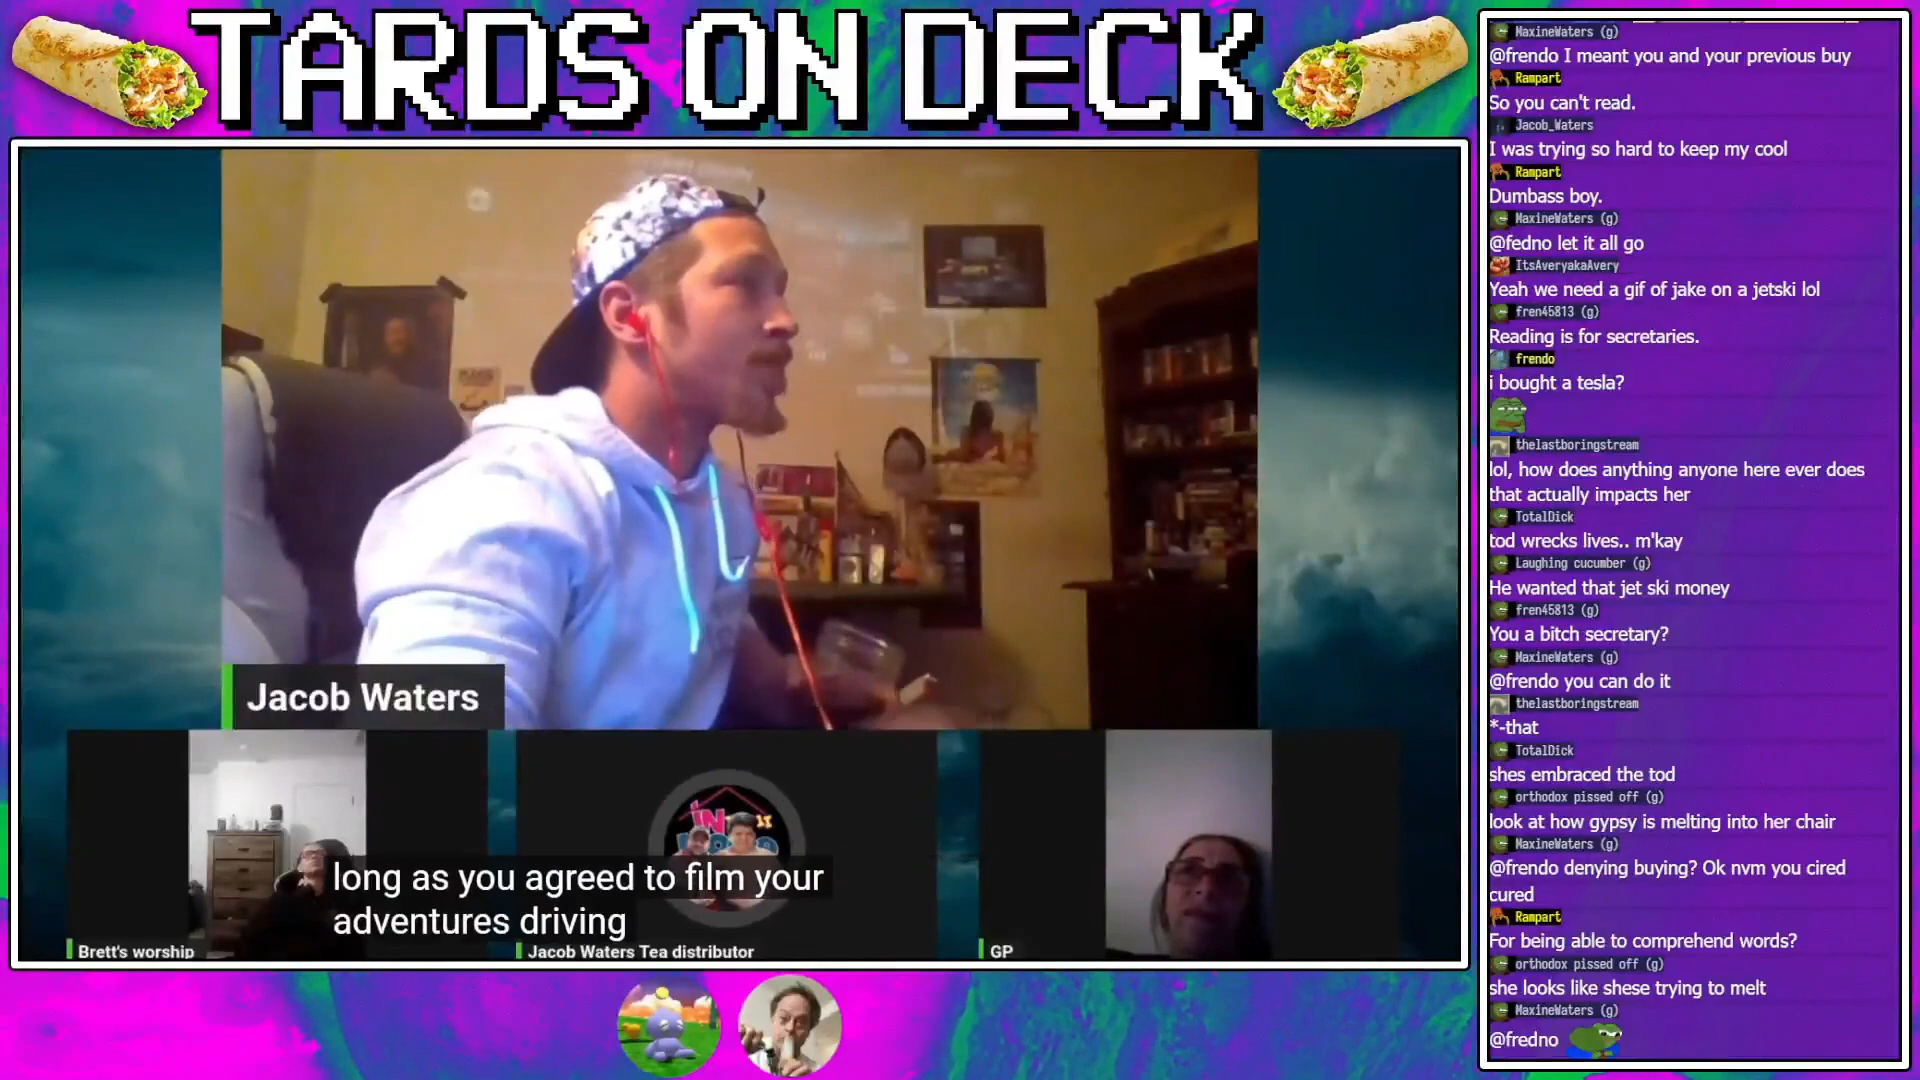 TARDS ON DECK
Jacob Waters
long as you agreed to film your
adventures driving
Brett's worship
Jacob Waters Tea distributor
GP
IN
MaxineWaters (g)
@frendo I meant you and your previous buy
Rampart
So you can't read.
Jacob_Waters
I was trying so hard to keep my cool
Rampart
Dumbass boy.
MaxineWaters (g)
@fedno let it all go
ItsAveryakaAvery
Yeah we need a gif of jake on a jetski lol
fren45813 (g)
Reading is for secretaries.
frendo
i bought a tesla?
thelastboringstream
lol, how does anything anyone here ever does
that actually impacts her
TotalDick
tod wrecks lives.. m'kay
Laughing cucumber (g)
He wanted that jet ski money
fren45813 (g)
You a bitch secretary?
MaxineWaters (g)
@frendo you can do it
thelastboringstream
*-that
TotalDick
shes embraced the tod
orthodox pissed off (g)
look at how gypsy is melting into her chair
MaxineWaters (g)
@frendo denying buying? Ok nvm you cired
cured
Rampart
For being able to comprehend words?
orthodox pissed off (g)
she looks like shese trying to melt
MaxineWaters (g)
@fredno